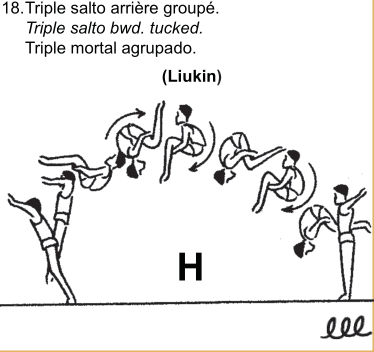 18.Triple salto arrière groupé.
Triple salto bwd. tucked.
Triple mortal agrupado.
(Liukin)
H